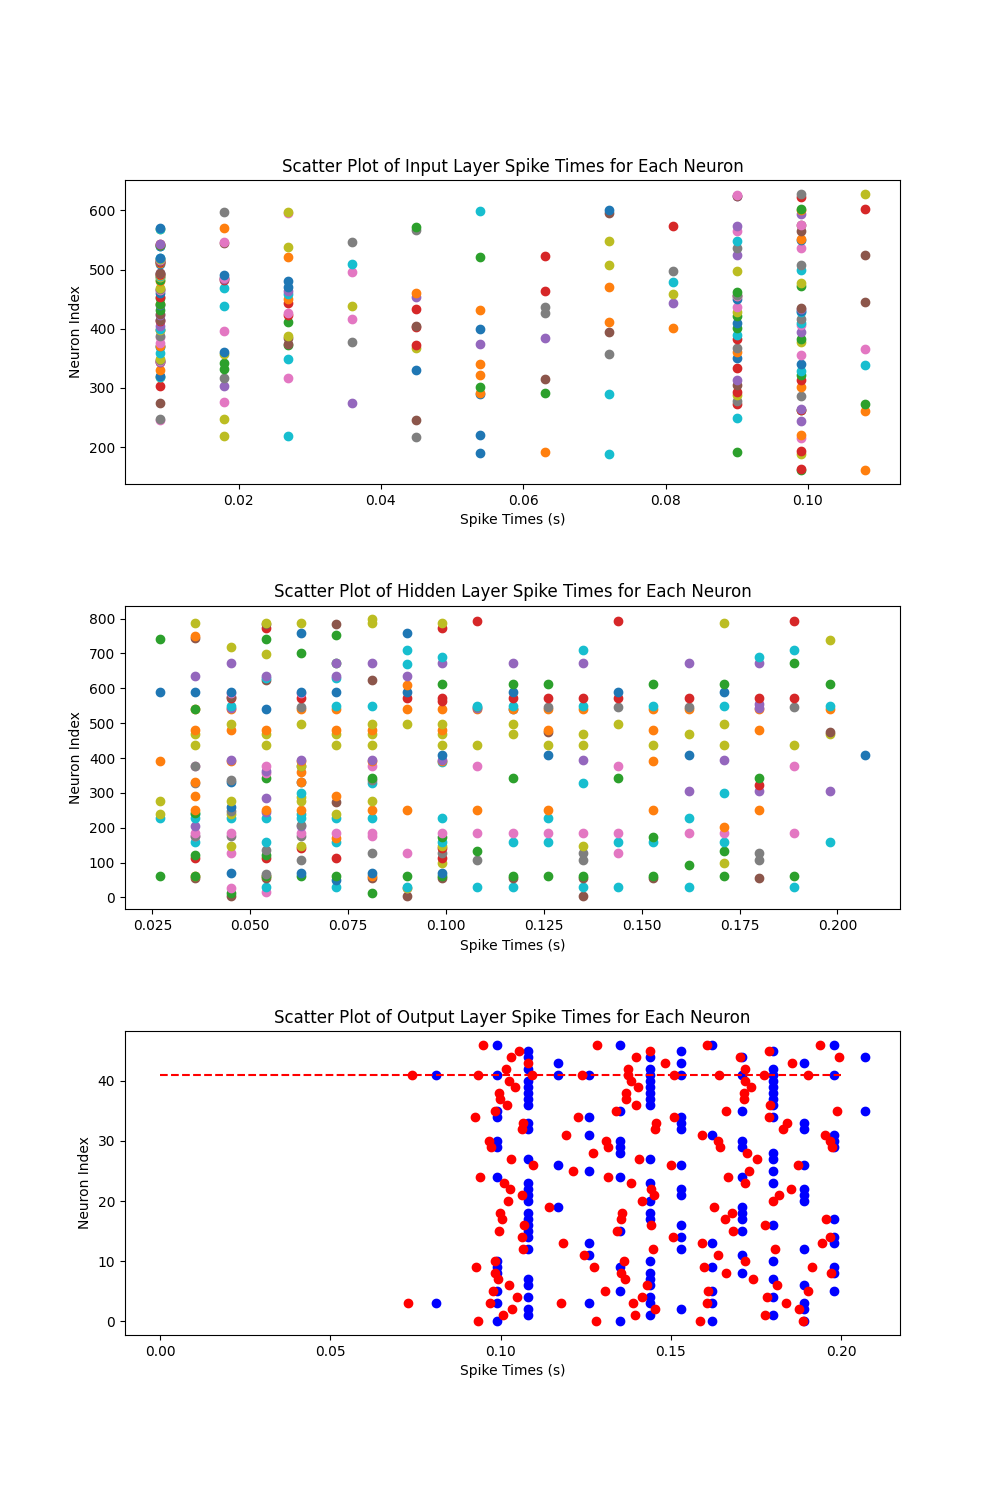 Scatter Plot of Input Layer Spike Times for Each Neuron
600
500
400
300
200
Neuron Index
0.02 0.04 0.06 0.08 0.10
Spike Times (s)
Scatter Plot of Hidden Layer Spike Times for Each Neuron
800
700
600
500
400
300
200
100
0
Neuron Index
0.025 0.050 0.075 0.100 0.125 0.150 0.175 0.200
Spike Times (s)
Scatter Plot of Output Layer Spike Times for Each Neuron
40
30
20
10
0
Neuron Index
0.00 0.05 0.10 0.15 0.20
Spike Times (s)